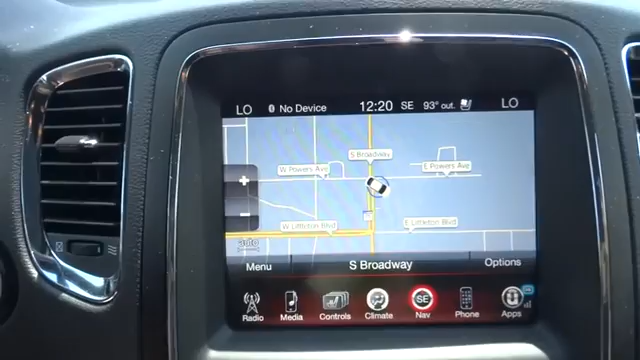 LO No Device 12:20 SE 93° out. LO
S Broadway
W Powers Ave E Powers Ave
+
-
W Littleton Blvd E Littleton Blvd
300
Menu S Broadway Options
SE
Radio Media Controls Climate Nav Phone Apps